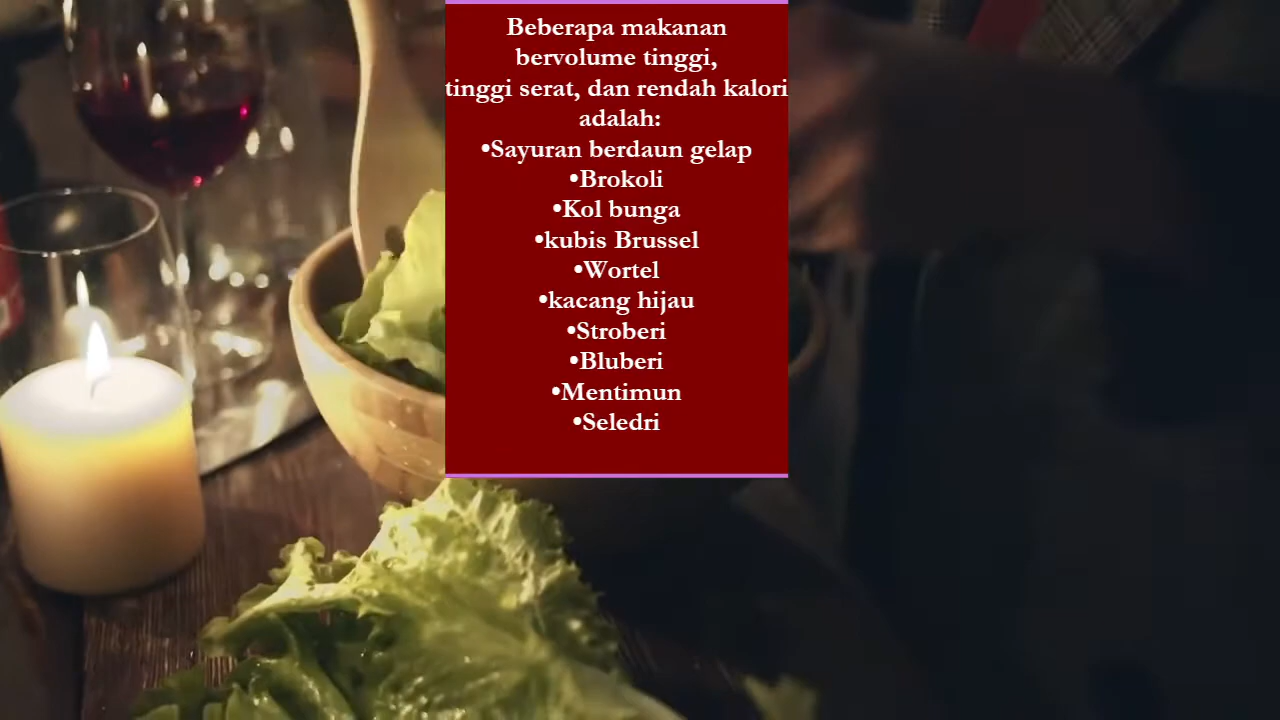 Beberapa makanan
bervolume tinggi,
tinggi serat, dan rendah kalori
adalah:
•Sayuran berdaun gelap
•Brokoli
•Kol bunga
•kubis Brussel
•Wortel
•kacang hijau
•Stroberi
•Bluberi
•Mentimun
•Seledri